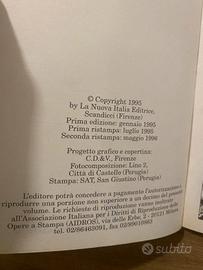 © Copyright 1995
by La Nuova Italia Editrice,
Scandicci (Firenze)
Prima edizione: gennaio 1995
Prima ristampa: luglio 1995
Seconda ristampa: maggio 1996
Progetto grafico e copertina:
C.D.&V., Firenze
Fotocomposizione: Lino 2,
Città di Castello (Perugia)
Stampa: SAT, San Giustino (Perugia)
L'editore potrà concedere a pagamento l'autorizzazione a
riprodurre una porzione non superiore a un decimo del presente
volume. Le richieste di riproduzione vanno inoltrate
all'Associazione Italiana per i Diritti di Riproduzione delle
Opere a Stampa (AIDROS), via delle Erbe, 2 - 20121 Milano,
tel. 02/86463091, fax 02/
subito